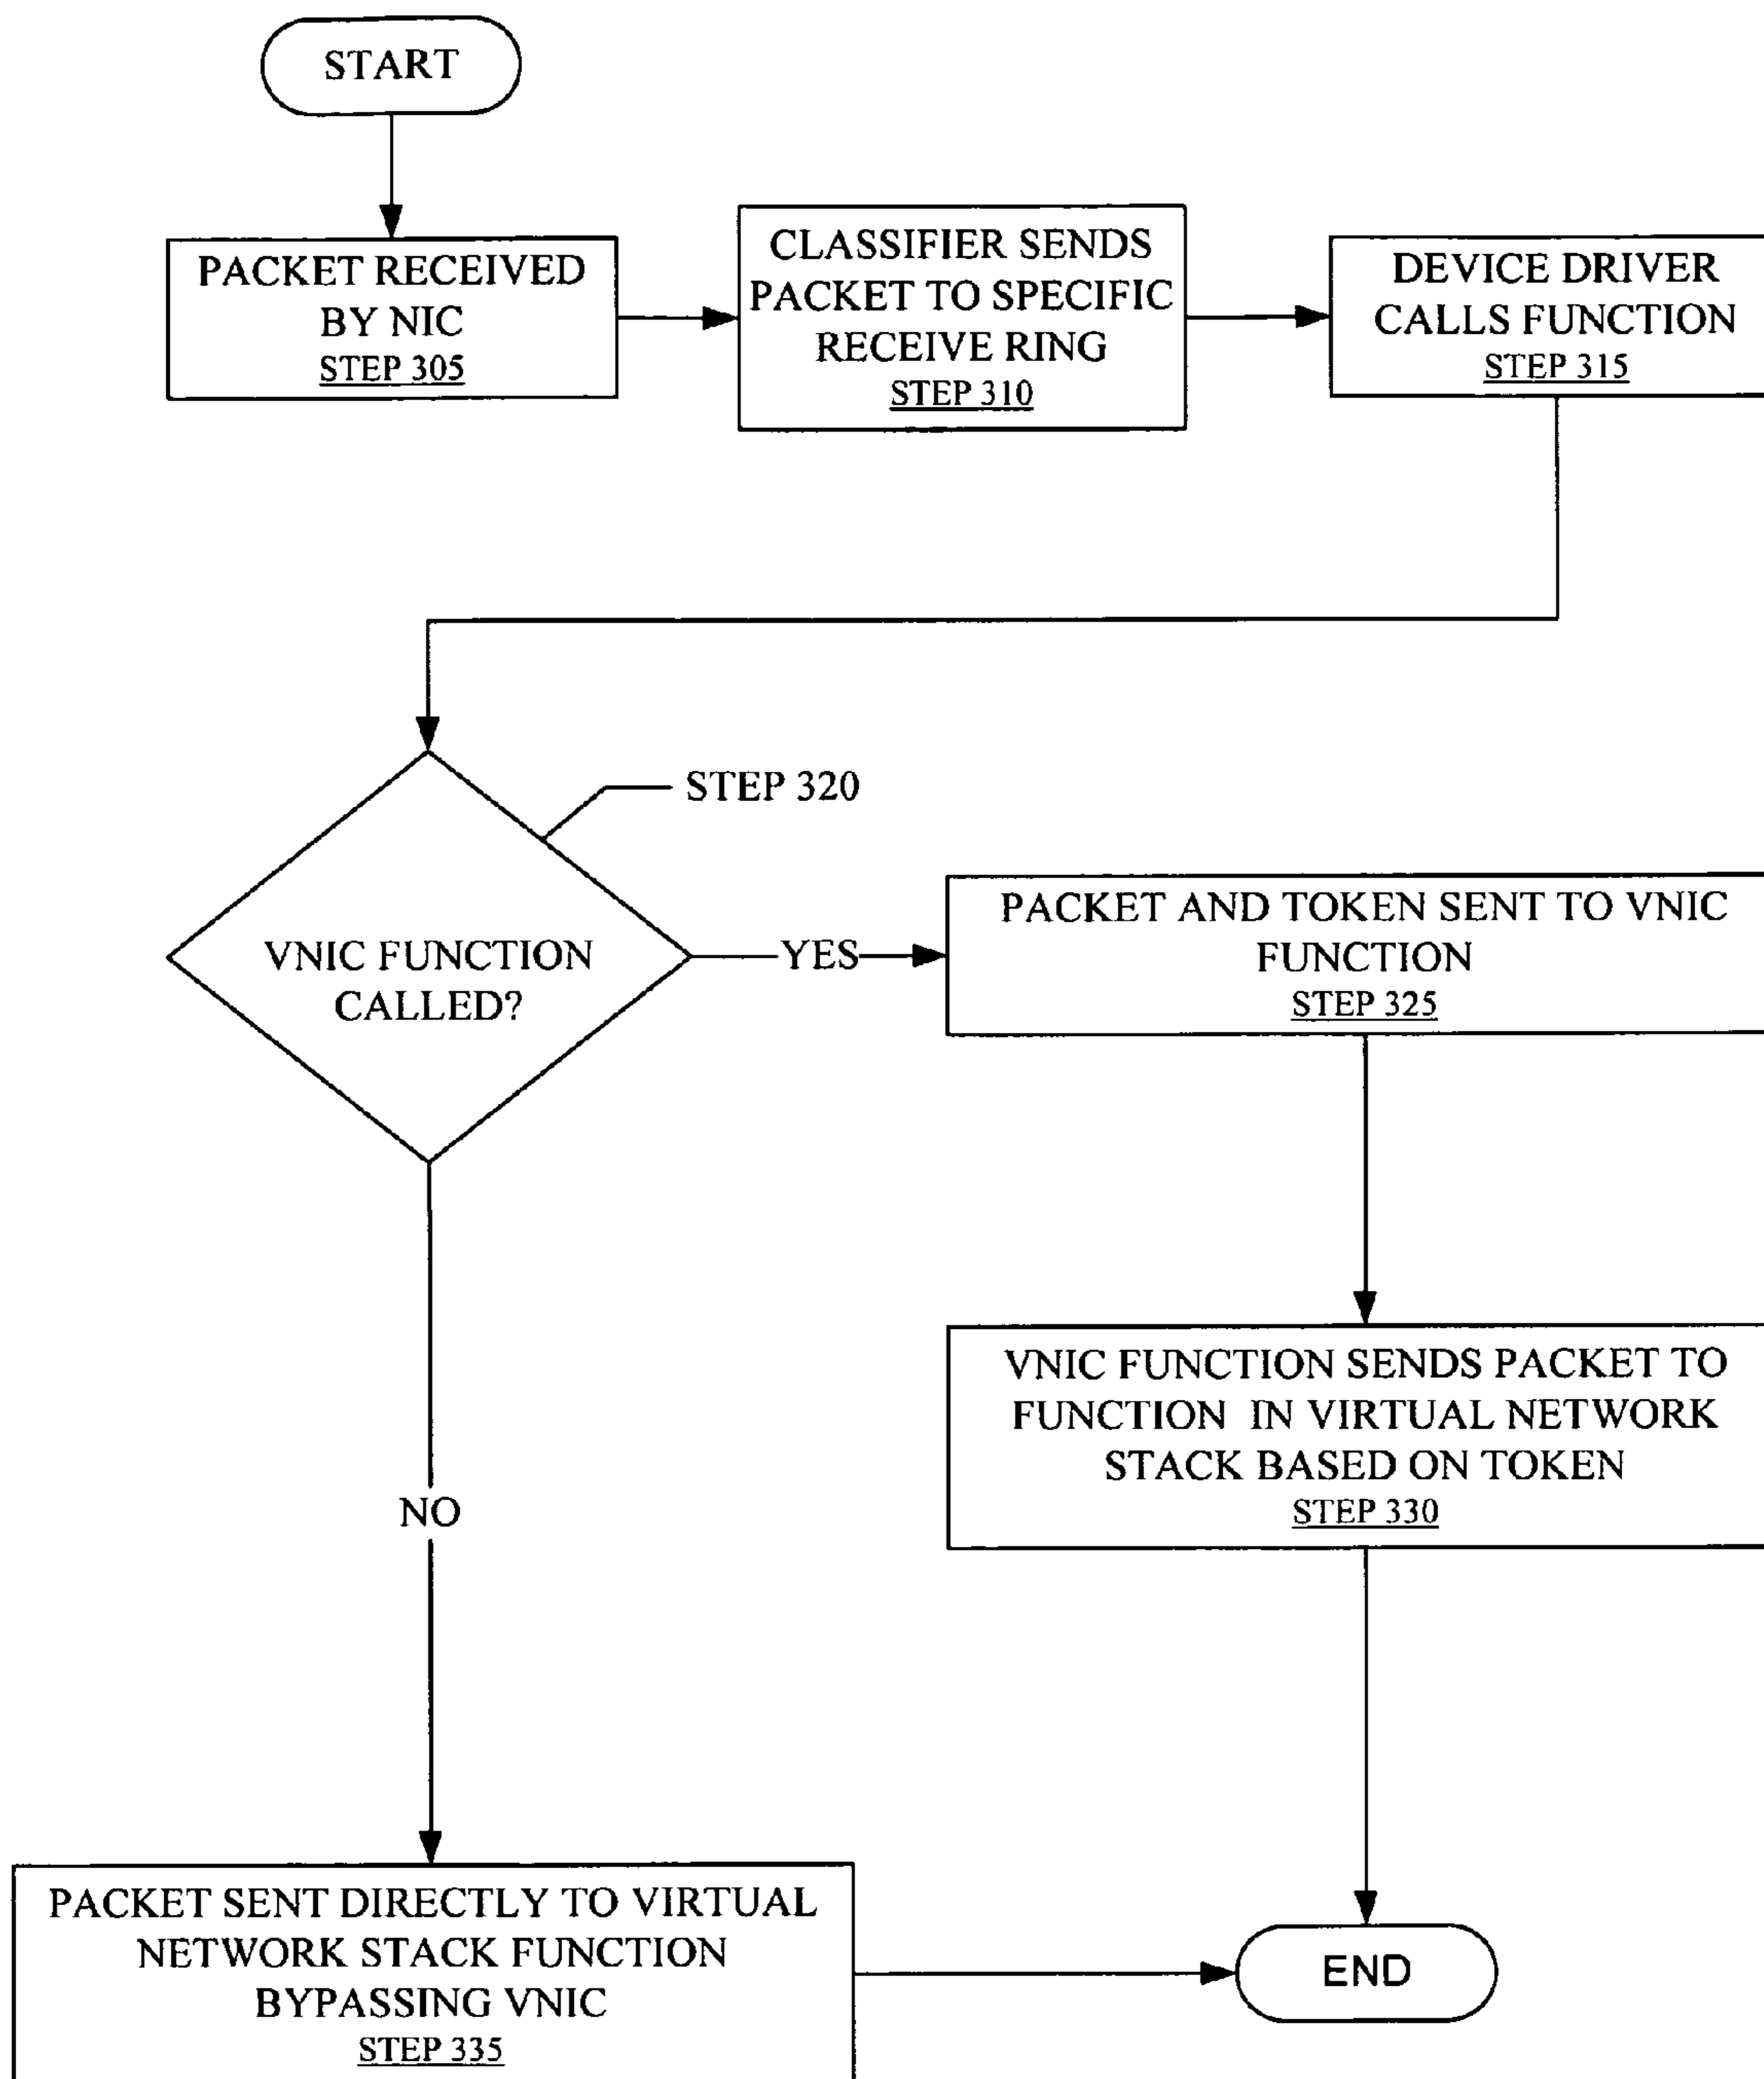 START
PACKET RECEIVED
BY NIC
STEP 305
CLASSIFIER SENDS
PACKET TO SPECIFIC
RECEIVE RING
STEP 310
DEVICE DRIVER
CALLS FUNCTION
STEP 315
STEP 320
VNIC FUNCTION
CALLED?
YES
PACKET AND TOKEN SENT TO VNIC
FUNCTION
STEP 325
VNIC FUNCTION SENDS PACKET TO
FUNCTION IN VIRTUAL NETWORK
STACK BASED ON TOKEN
STEP 330
NO
PACKET SENT DIRECTLY TO VIRTUAL
NETWORK STACK FUNCTION
BYPASSING VNIC
STEP 335
END